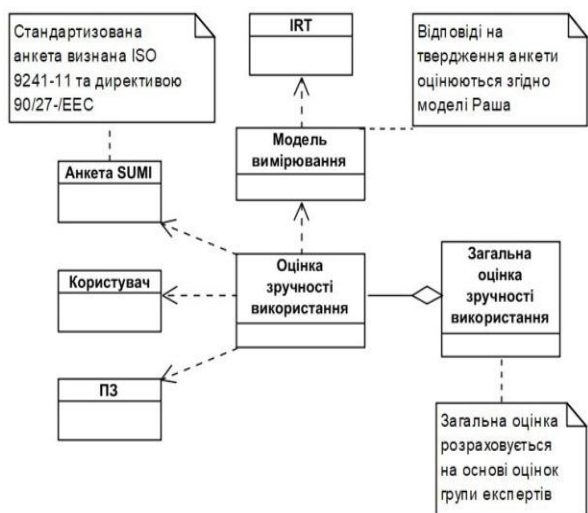 Стандартизована
анкета визнана ISO
9241-11 та директивою
90/27-/EEC
IRT
Відповіді на
твердження анкети
оцінюються згідно
моделі Раша
Модель
вимірювання
Анкета SUMI
Користувач
ПЗ
Оцінка
зручності
використання
Загальна
оцінка
зручності
використання
Загальна оцінка
розраховується
на основі оцінок
групи експертів